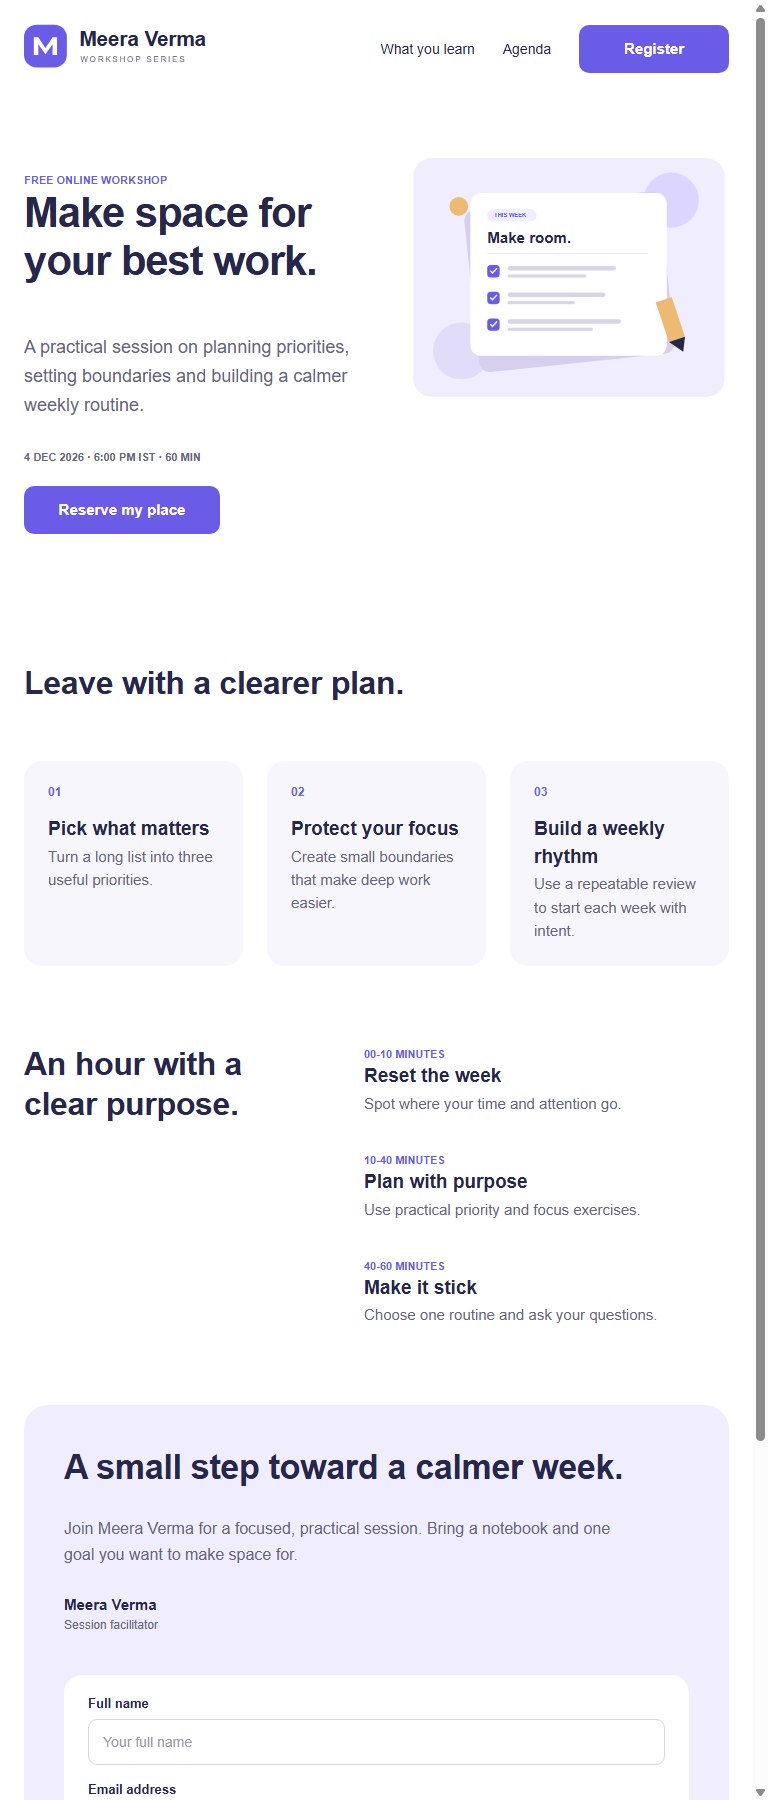 M
Meera Verma
WORKSHOP SERIES
What you learn
Agenda
Register
FREE ONLINE WORKSHOP
Make space for
your best work.
A practical session on planning priorities,
setting boundaries and building a calmer
weekly routine.
4 DEC 2026 · 6:00 PM IST · 60 MIN
Reserve my place
THIS WEEK
Make room.
Leave with a clearer plan.
01
Pick what matters
Turn a long list into three
useful priorities.
02
Protect your focus
Create small boundaries
that make deep work
easier.
03
Build a weekly
rhythm
Use a repeatable review
to start each week with
intent.
An hour with a
clear purpose.
00-10 MINUTES
Reset the week
Spot where your time and attention go.
10-40 MINUTES
Plan with purpose
Use practical priority and focus exercises.
40-60 MINUTES
Make it stick
Choose one routine and ask your questions.
A small step toward a calmer week.
Join Meera Verma for a focused, practical session. Bring a notebook and one
goal you want to make space for.
Meera Verma
Session facilitator
Full name
Your full name
Email address